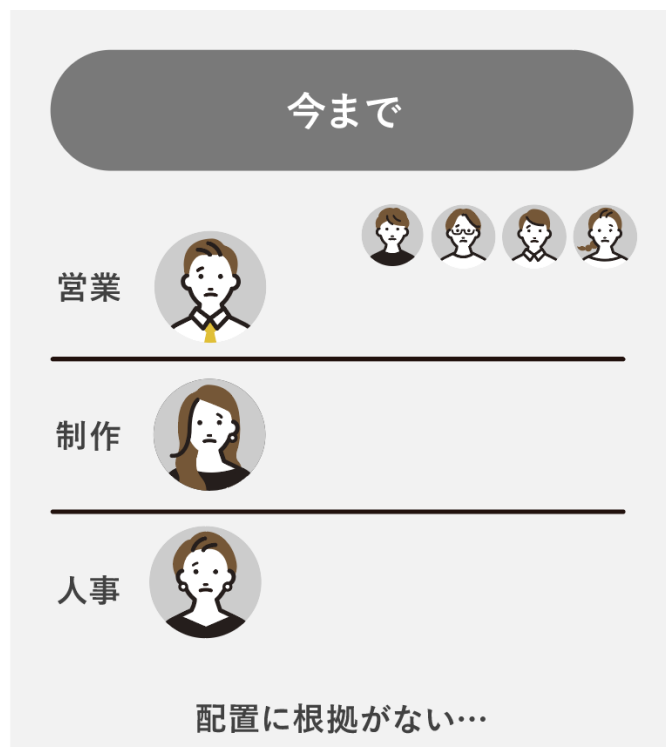 今まで
営業
制作
人事
配置に根拠がない…